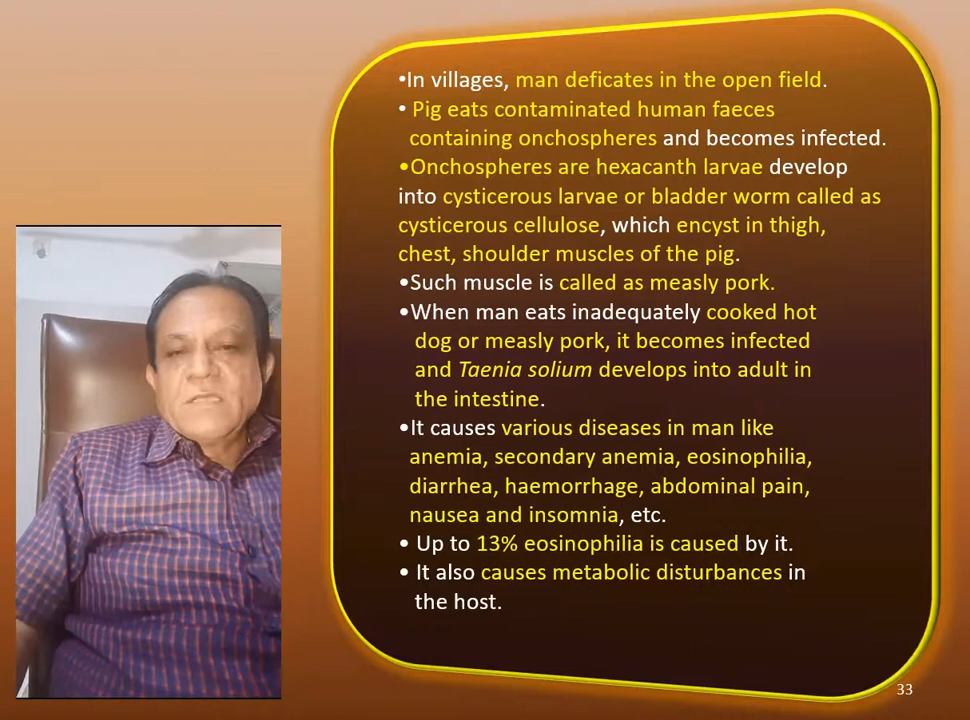 •In villages, man deficates in the open field.
• Pig eats contaminated human faeces
containing onchospheres and becomes infected.
•Onchospheres are hexacanth larvae develop
into cysticerous larvae or bladder worm called as
cysticerous cellulose, which encyst in thigh,
chest, shoulder muscles of the pig.
•Such muscle is called as measly pork.
•When man eats inadequately cooked hot
dog or measly pork, it becomes infected
and Taenia solium develops into adult in
the intestine.
•It causes various diseases in man like
anemia, secondary anemia, eosinophilia,
diarrhea, haemorrhage, abdominal pain,
nausea and insomnia, etc.
• Up to 13% eosinophilia is caused by it.
• It also causes metabolic disturbances in
the host.
33